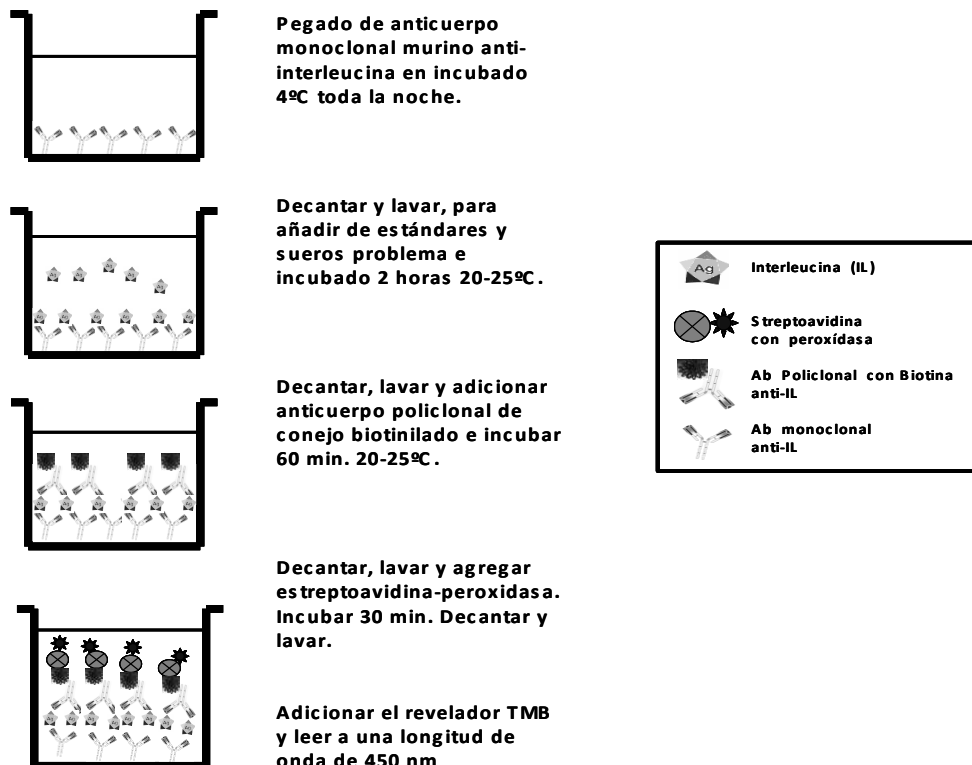 Pegado de anticuerpo
monoclonal murino anti-
interleucina en incubado
4ºC toda la noche.
Decantar y lavar, para
añadir de estándares y
sueros problema e
incubado 2 horas 20-25ºC.
Decantar, lavar y adicionar
anticuerpo policlonal de
conejo biotinilado e incubar
60 min. 20-25ºC.
Decantar, lavar y agregar
estreptoavidina-peroxidasa.
Incubar 30 min. Decantar y
lavar.
Adicionar el revelador TMB
y leer a una longitud de
onda de 450 nm
Ag
Interleucina (IL)
Streptoavidina
con peroxídasa
Ab Policlonal con Biotina
anti-IL
Ab monoclonal
anti-IL